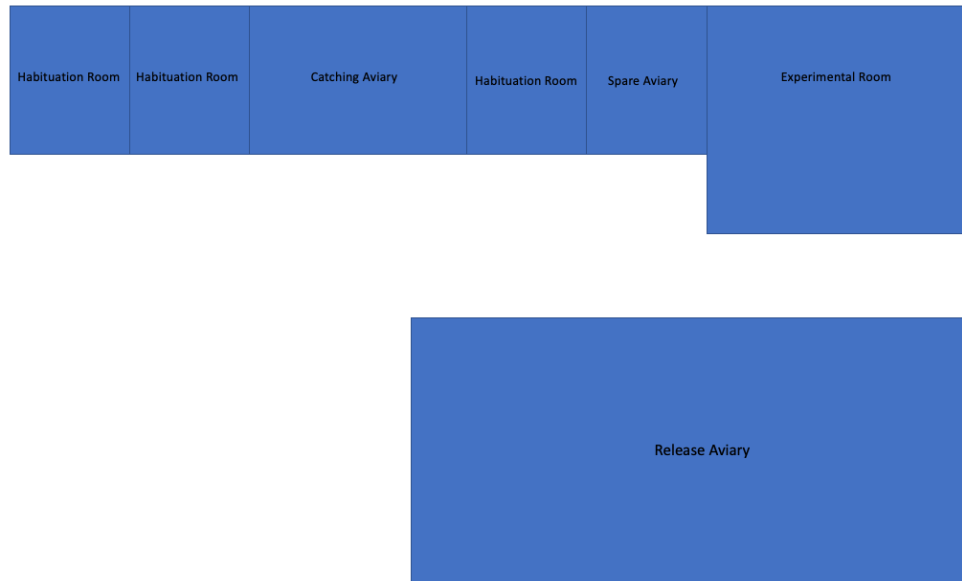 Habituation Room
Habituation Room
Catching Aviary
Habituation Room
Spare Aviary
Experimental Room
Release Aviary